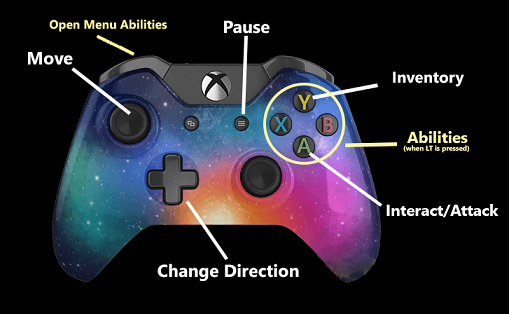 Open Menu Abilities
Pause
Move
Inventory
Y
X
B
A
Abilities
(when LT is pressed)
Interact/Attack
Change Direction